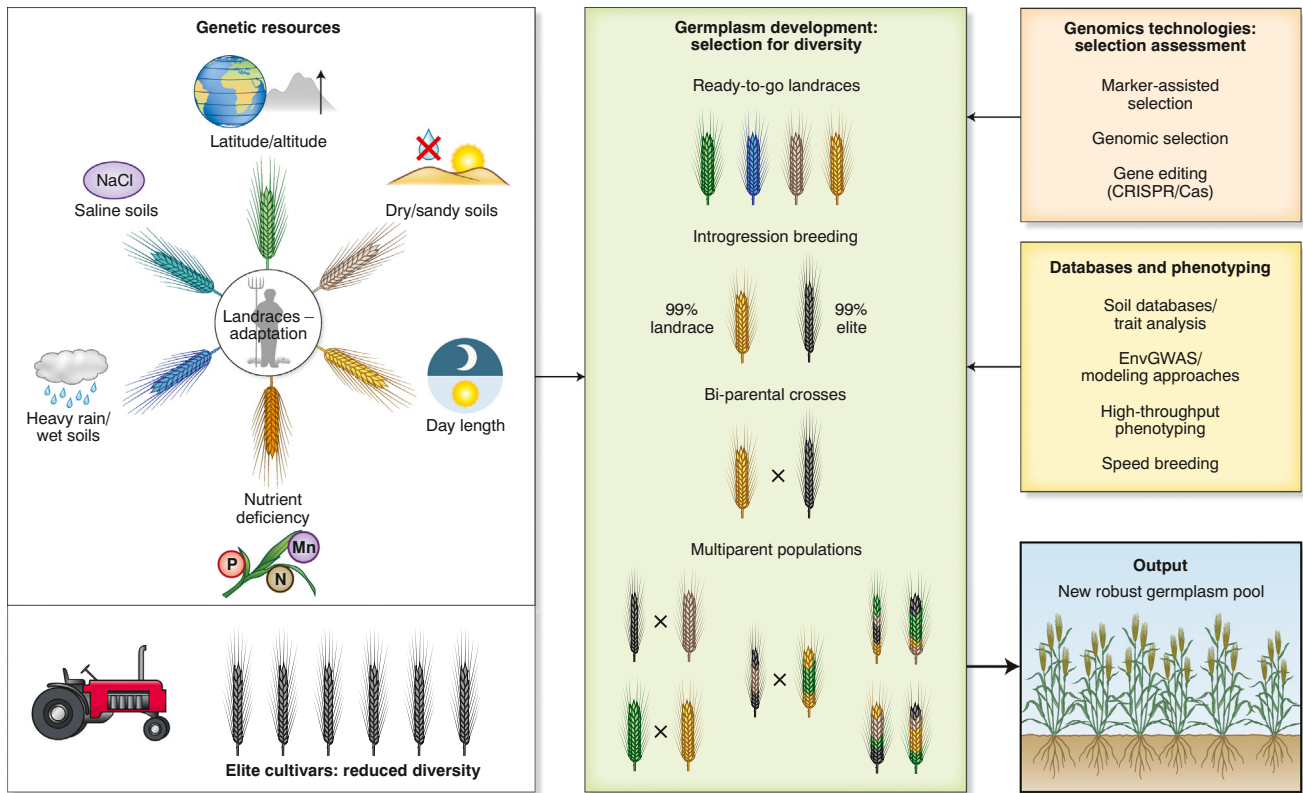 Genetic resources
Latitude/altitude
NaCl
Saline soils
Dry/sandy soils
Landraces –
adaptation
Heavy rain/
wet soils
Day length
Nutrient
deficiency
P
N
Mn
Elite cultivars: reduced diversity
Germplasm development:
selection for diversity
Ready-to-go landraces
Introgression breeding
99%
landrace
99%
elite
Bi-parental crosses
×
Multiparent populations
×
×
×
Genomics technologies:
selection assessment
Marker-assisted
selection
Genomic selection
Gene editing
(CRISPR/Cas)
Databases and phenotyping
Soil databases/
trait analysis
EnvGWAS/
modeling approaches
High-throughput
phenotyping
Speed breeding
Output
New robust germplasm pool